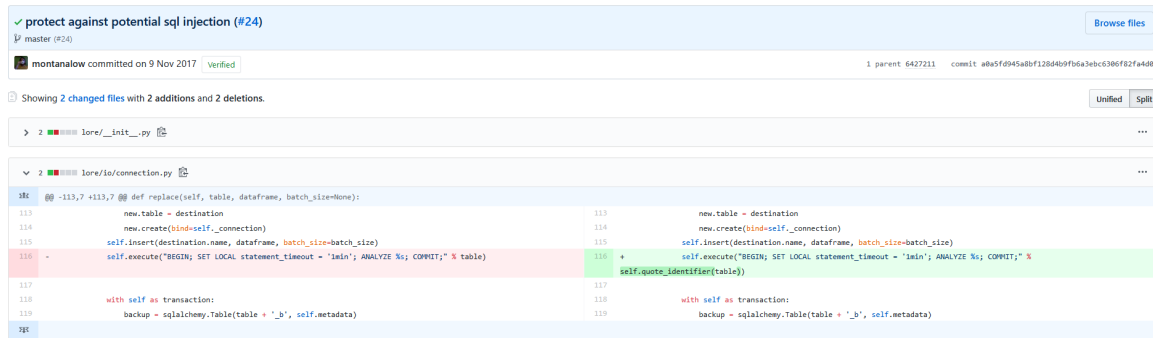 ✓ protect against potential sql injection (#24)
Browse files
master (#24)
montanalow committed on 9 Nov 2017 Verified
1 parent 6427211 commit a0a5fd945a8bf128d4b9fb6a3ebc6306f82fa4d0
Showing 2 changed files with 2 additions and 2 deletions.
Unified Split
2 lore/__init__.py
2 lore/io/connection.py
@@ -113,7 +113,7 @@ def replace(self, table, dataframe, batch_size=None):
113 new.table = destination 113 new.table = destination
114 new.create(bind=self._connection) 114 new.create(bind=self._connection)
115 self.insert(destination.name, dataframe, batch_size=batch_size) 115 self.insert(destination.name, dataframe, batch_size=batch_size)
116 - self.execute("BEGIN; SET LOCAL statement_timeout = '1min'; ANALYZE %s; COMMIT;" % table) 116 + self.execute("BEGIN; SET LOCAL statement_timeout = '1min'; ANALYZE %s; COMMIT;" %
self.quote_identifier(table))
117 117
118 with self as transaction: 118 with self as transaction:
119 backup = sqlalchemy.Table(table + '_b', self.metadata) 119 backup = sqlalchemy.Table(table + '_b', self.metadata)